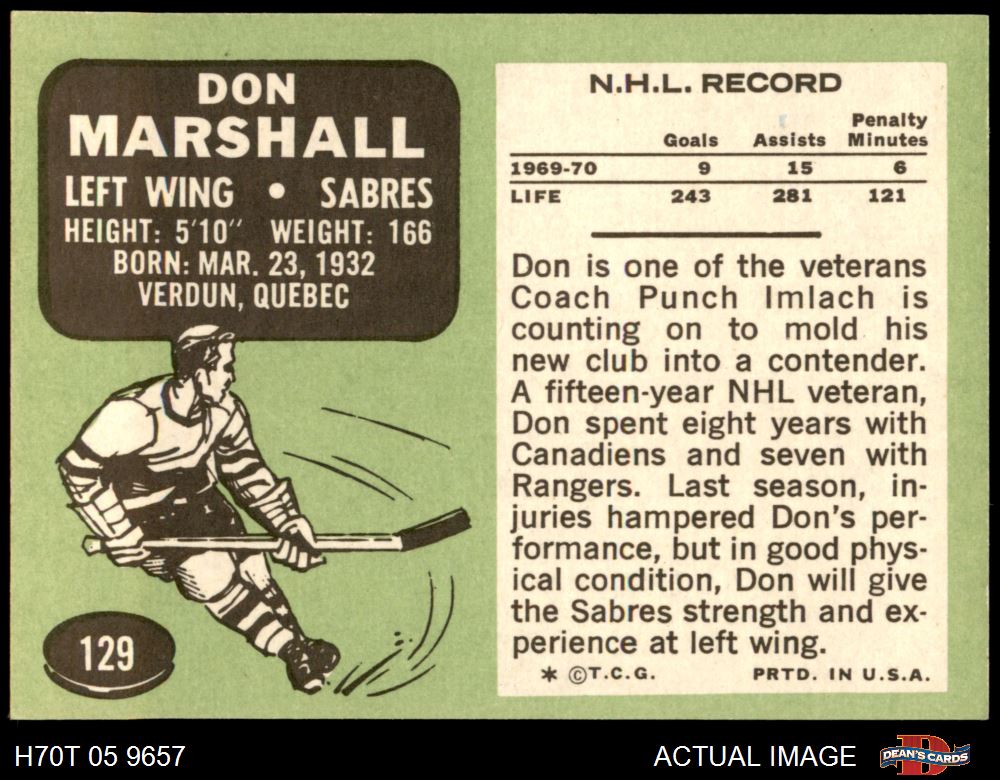 DON
MARSHALL
LEFT WING • SABRES
HEIGHT: 5'10" WEIGHT: 166
BORN: MAR. 23, 1932
VERDUN, QUEBEC
129
N.H.L. RECORD
Goals Assists Penalty Minutes
1969-70 9 15 6
LIFE 243 281 121
Don is one of the veterans
Coach Punch Imlach is
counting on to mold his
new club into a contender.
A fifteen-year NHL veteran,
Don spent eight years with
Canadiens and seven with
Rangers. Last season, in-
juries hampered Don's per-
formance, but in good phys-
ical condition, Don will give
the Sabres strength and ex-
perience at left wing.
* ©T.C.G. PRTD. IN U.S.A.
H70T 05 9657 ACTUAL IMAGE DEAN'S CARDS